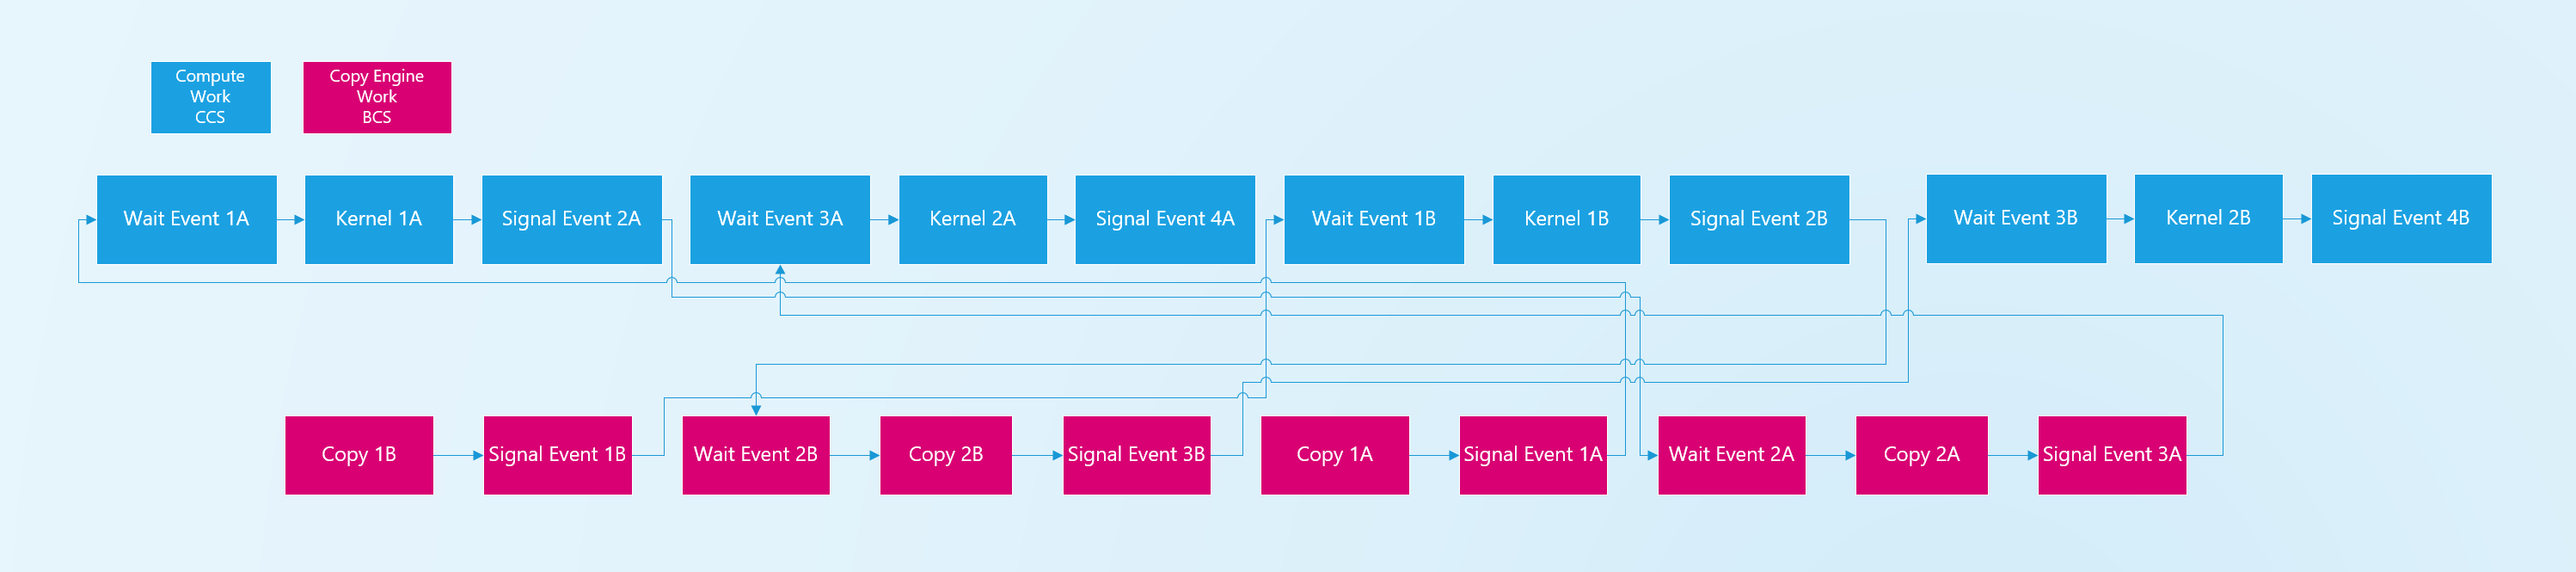 Compute
Work
CCS
Copy Engine
Work
BCS
Wait Event 1A
Kernel 1A
Signal Event 2A
Wait Event 3A
Kernel 2A
Signal Event 4A
Wait Event 1B
Kernel 1B
Signal Event 2B
Wait Event 3B
Kernel 2B
Signal Event 4B
Copy 1B
Signal Event 1B
Wait Event 2B
Copy 2B
Signal Event 3B
Copy 1A
Signal Event 1A
Wait Event 2A
Copy 2A
Signal Event 3A